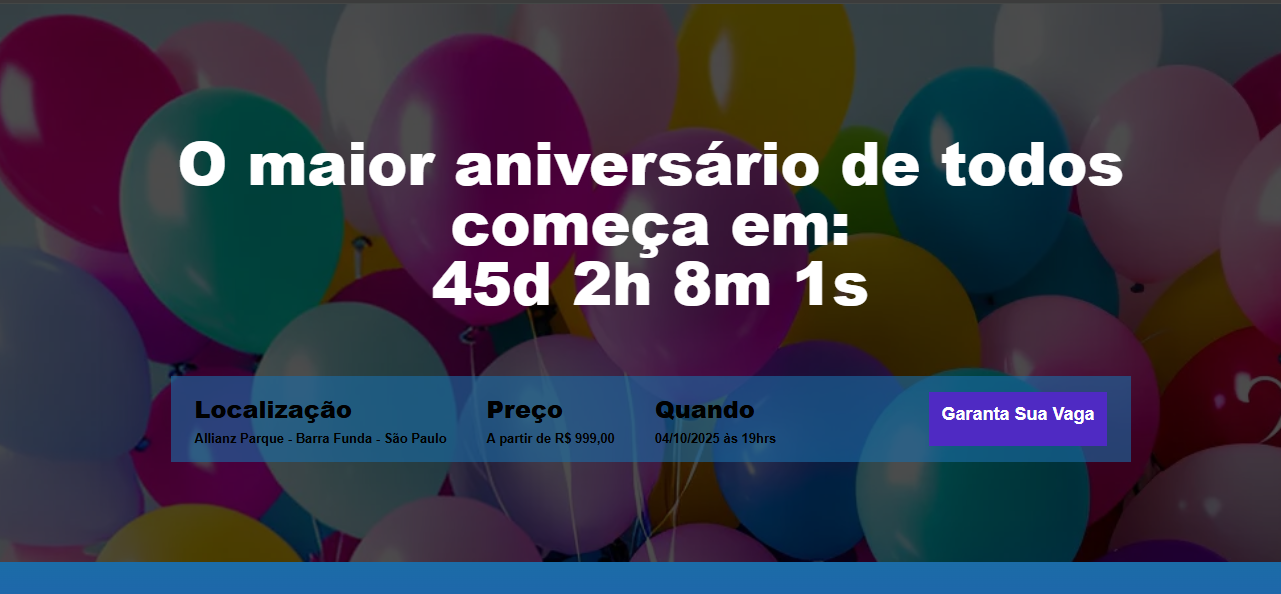 O maior aniversário de todos
começa em:
45d 2h 8m 1s
Localização
Allianz Parque - Barra Funda - São Paulo
Preço
A partir de R$ 999,00
Quando
04/10/2025 às 19hrs
Garanta Sua Vaga